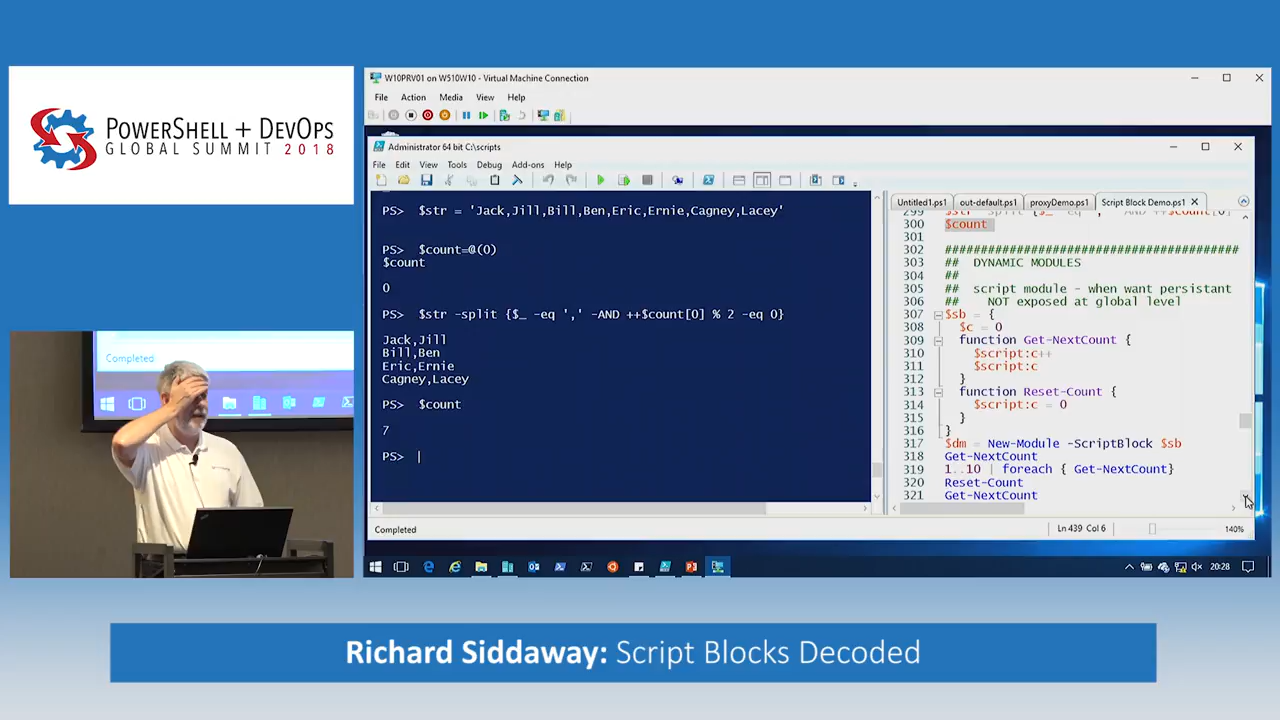 POWERSHELL + DEVOPS
GLOBAL SUMMIT 2018
Completed
W10PRV01 on W510W10 - Virtual Machine Connection
File Action Media View Help
Administrator 64 bit C:\scripts
File Edit View Tools Debug Add-ons Help
PS> $str = 'Jack,Jill,Bill,Ben,Eric,Ernie,Cagney,Lacey'
PS> $count=@(0)
$count
0
PS> $str -split {$_ -eq ',' -AND ++$count[0] % 2 -eq 0}
Jack,Jill
Bill,Ben
Eric,Ernie
Cagney,Lacey
PS> $count
7
PS>
Completed
Untitled1.ps1 out-default.ps1 proxyDemo.ps1 Script Block Demo.ps1
299 $str -split {$_ -eq ',' -AND ++$count[0]
300 $count
301
302 ########################################
303 ## DYNAMIC MODULES
304 ##
305 ## script module - when want persistant
306 ## NOT exposed at global level
307 $sb = {
308 $c = 0
309 function Get-NextCount {
310 $script:c++
311 $script:c
312 }
313 function Reset-Count {
314 $script:c = 0
315 }
316 }
317 $dm = New-Module -ScriptBlock $sb
318 Get-NextCount
319 1..10 | foreach { Get-NextCount}
320 Reset-Count
321 Get-NextCount
Ln 439 Col 6 140%
20:28
Richard Siddaway: Script Blocks Decoded